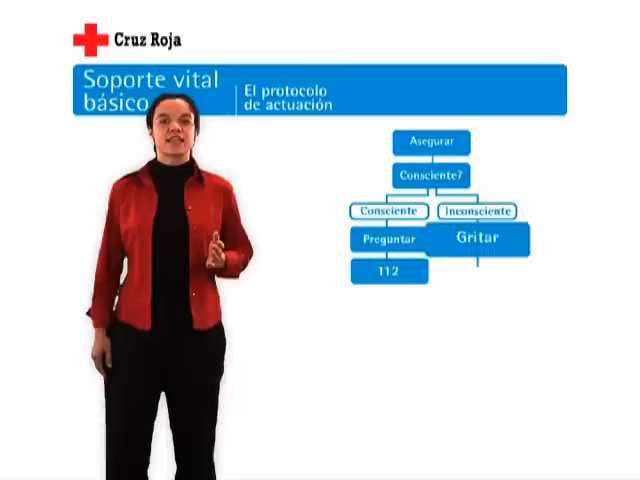 Cruz Roja
Soporte vital
básico
El protocolo
de actuación
Asegurar
Consciente?
Consciente
Inconsciente
Preguntar
Gritar
112